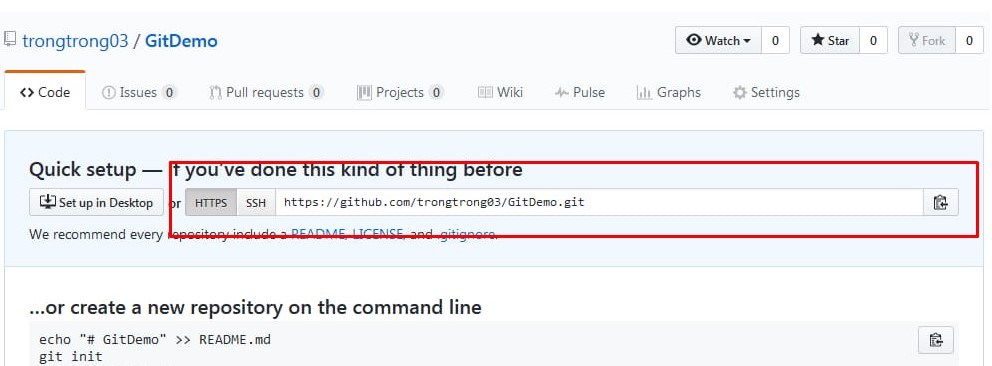 trongtrong03 / GitDemo
Watch 0 Star 0 Fork 0
Code Issues 0 Pull requests 0 Projects 0 Wiki Pulse Graphs Settings
Quick setup — if you've done this kind of thing before
Set up in Desktop or HTTPS SSH https://github.com/trongtrong03/GitDemo.git
We recommend every repository include a README, LICENSE, and .gitignore.
…or create a new repository on the command line
echo "# GitDemo" >> README.md
git init